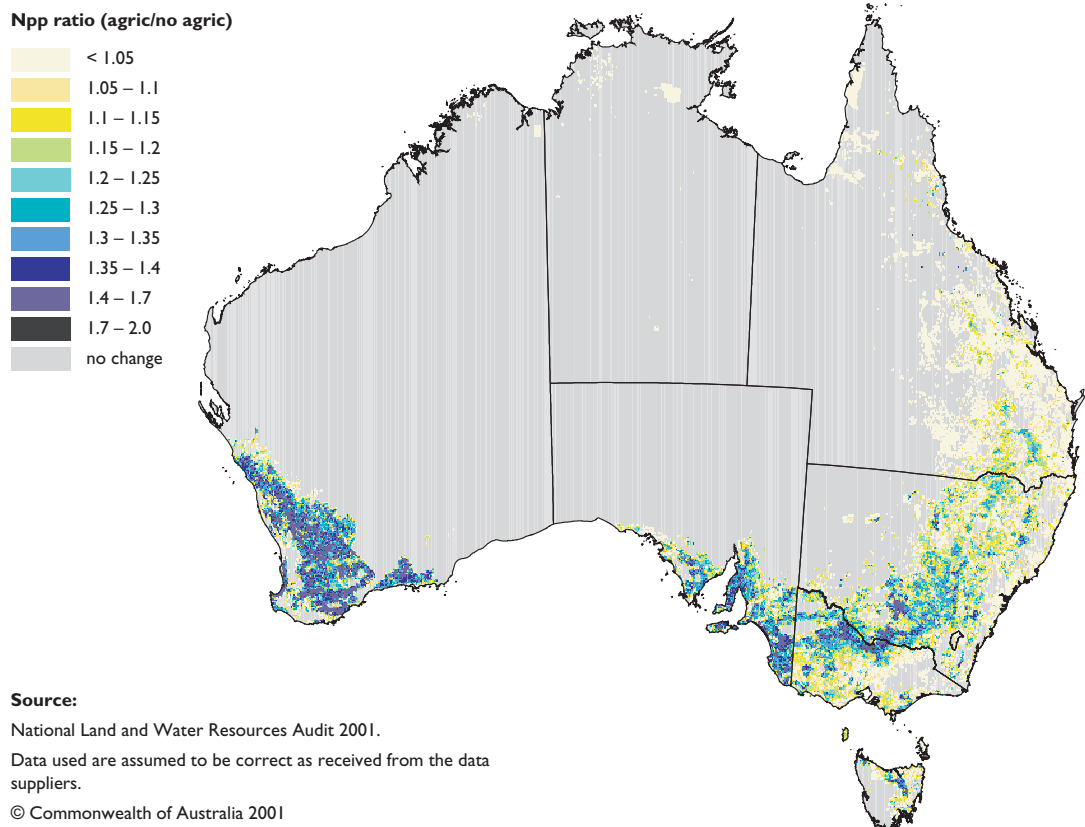 Npp ratio (agric/no agric)
< 1.05
1.05 – 1.1
1.1 – 1.15
1.15 – 1.2
1.2 – 1.25
1.25 – 1.3
1.3 – 1.35
1.35 – 1.4
1.4 – 1.7
1.7 – 2.0
no change
Source:
National Land and Water Resources Audit 2001.
Data used are assumed to be correct as received from the data
suppliers.
© Commonwealth of Australia 2001